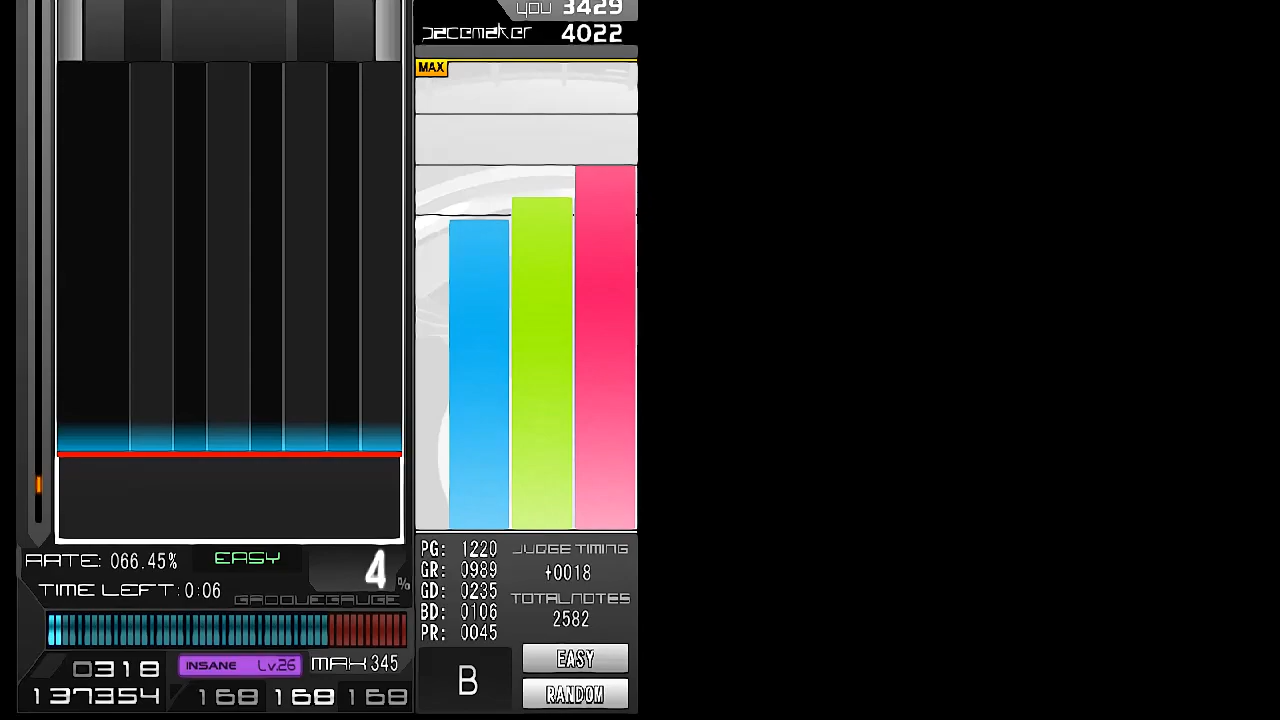 you 3429
pacemaker 4022
MAX
RATE: 066.45% EASY 4 %
TIME LEFT:0:06
GROOVEGAUGE
0318 INSANE Lv.26 MAX 345
137354 168 168 168
PG: 1220
GR: 0989
GD: 0235
BD: 0106
PR: 0045
JUDGE TIMING
+0018
TOTALNOTES
2582
B
EASY
RANDOM